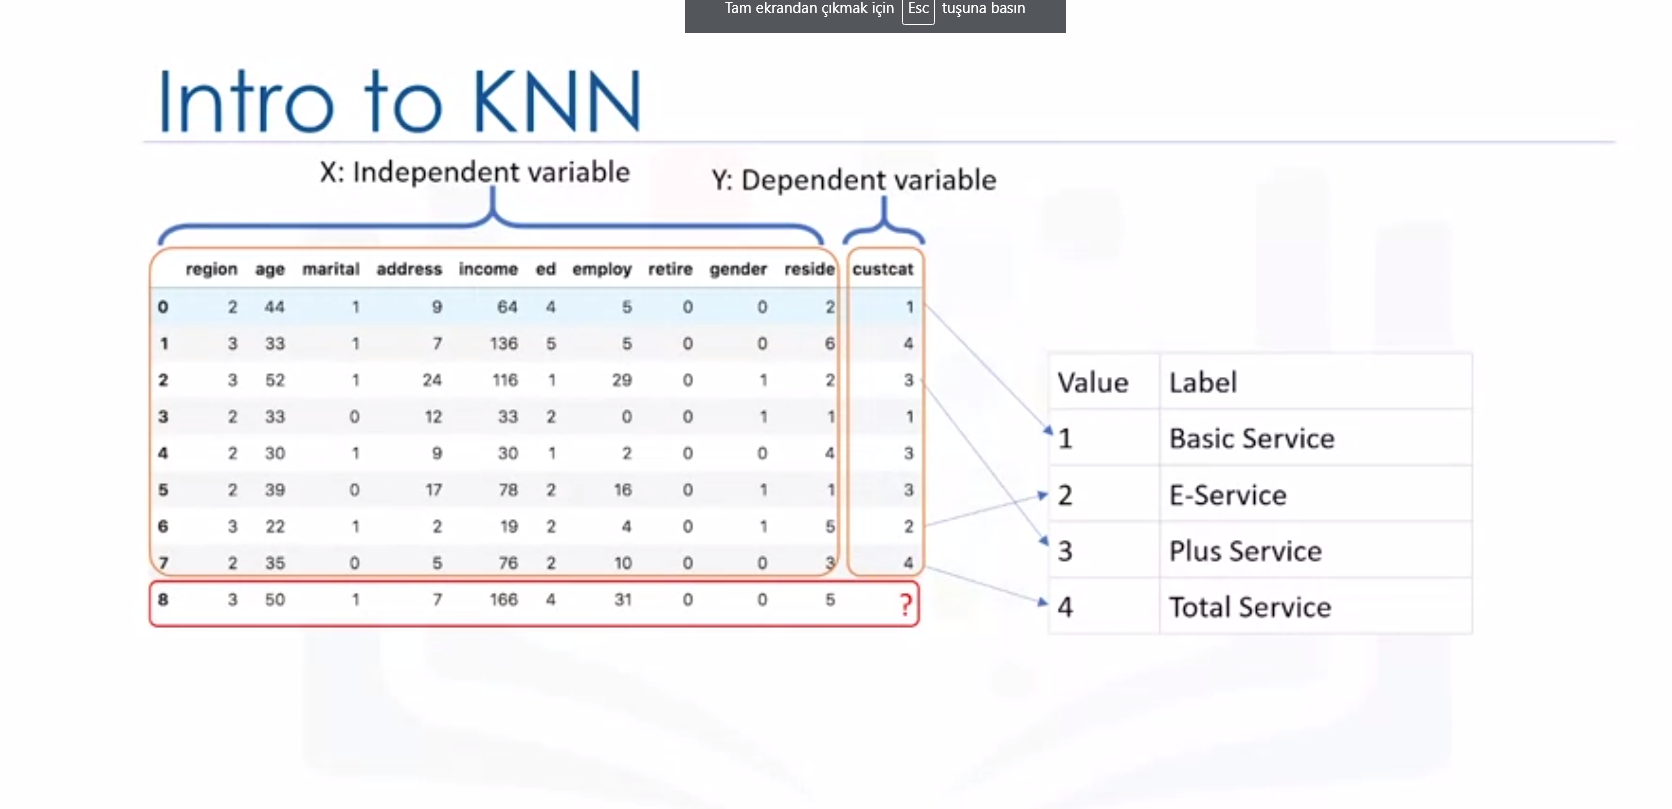 Tam ekrandan çıkmak için Esc tuşuna basın
Intro to KNN
X: Independent variable
Y: Dependent variable
region age marital address income ed employ retire gender reside custcat
0 2 44 1 9 64 4 5 0 0 2 1
1 3 33 1 7 136 5 5 0 0 6 4
2 3 52 1 24 116 1 29 0 1 2 3
3 2 33 0 12 33 2 0 0 1 1 1
4 2 30 1 9 30 1 2 0 0 4 3
5 2 39 0 17 78 2 16 0 1 1 3
6 3 22 1 2 19 2 4 0 1 5 2
7 2 35 0 5 76 2 10 0 0 3 4
8 3 50 1 7 166 4 31 0 0 5 ?
Value Label
1 Basic Service
2 E-Service
3 Plus Service
4 Total Service